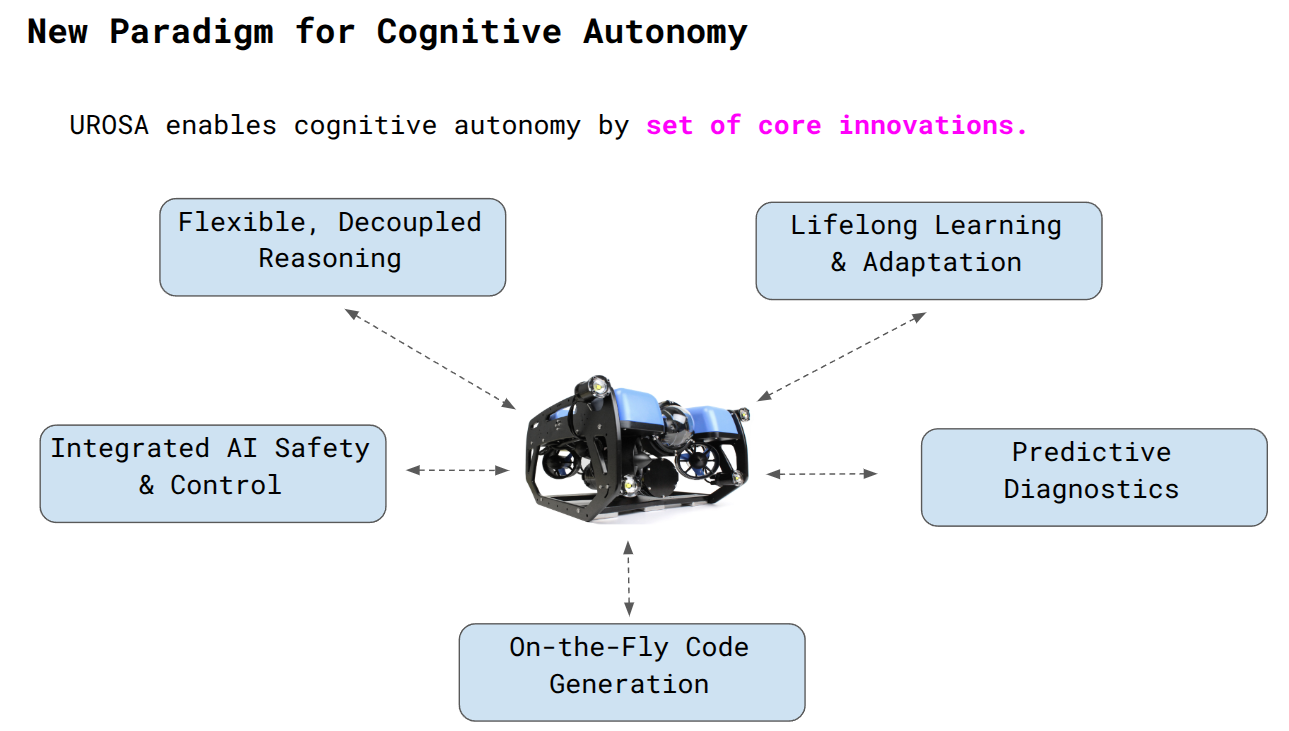 New Paradigm for Cognitive Autonomy
UROSA enables cognitive autonomy by set of core innovations.
Flexible, Decoupled
Reasoning
Lifelong Learning
& Adaptation
Integrated AI Safety
& Control
Predictive
Diagnostics
On-the-Fly Code
Generation